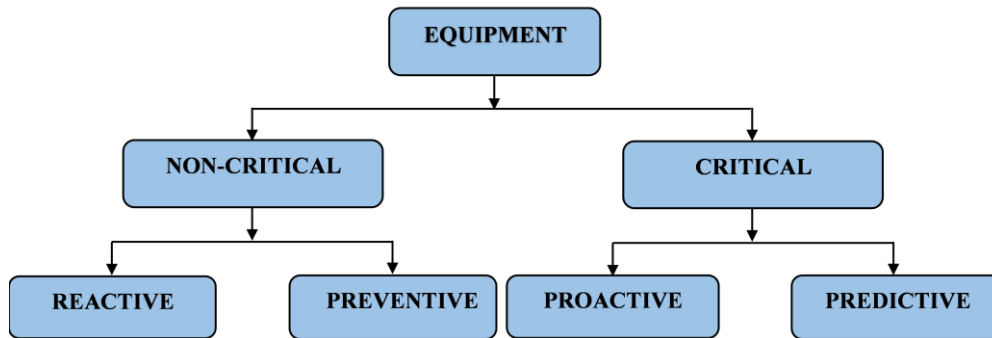 EQUIPMENT
NON-CRITICAL
CRITICAL
REACTIVE
PREVENTIVE
PROACTIVE
PREDICTIVE